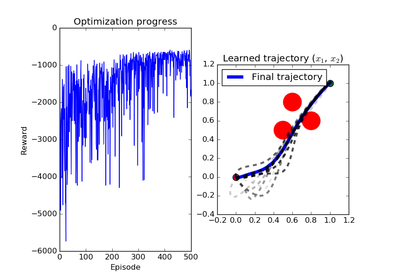 Optimization progress
0
−1000
−2000
−3000
−4000
−5000
−6000
Reward
0 100 200 300 400 500
Episode
Learned trajectory (x₁, x₂)
Final trajectory
1.2
1.0
0.8
0.6
0.4
0.2
0.0
−0.2
−0.4
−0.2 0.0 0.2 0.4 0.6 0.8 1.0 1.2